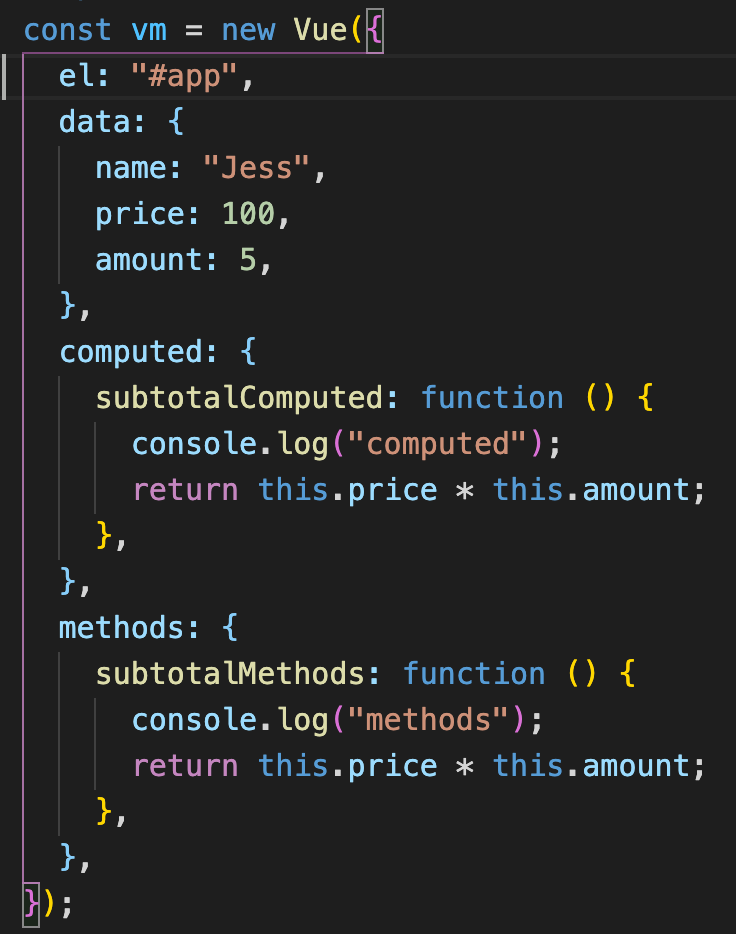 const vm = new Vue({
  el: "#app",
  data: {
    name: "Jess",
    price: 100,
    amount: 5,
  },
  computed: {
    subtotalComputed: function () {
      console.log("computed");
      return this.price * this.amount;
    },
  },
  methods: {
    subtotalMethods: function () {
      console.log("methods");
      return this.price * this.amount;
    },
  },
});